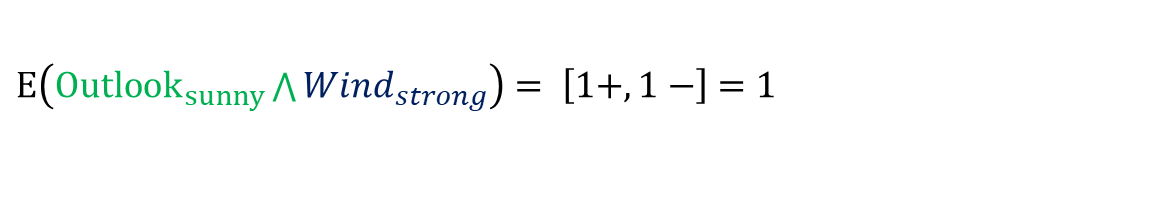 E(Outlook_sunny ⋀ Wind_strong) = [1+, 1 −] = 1